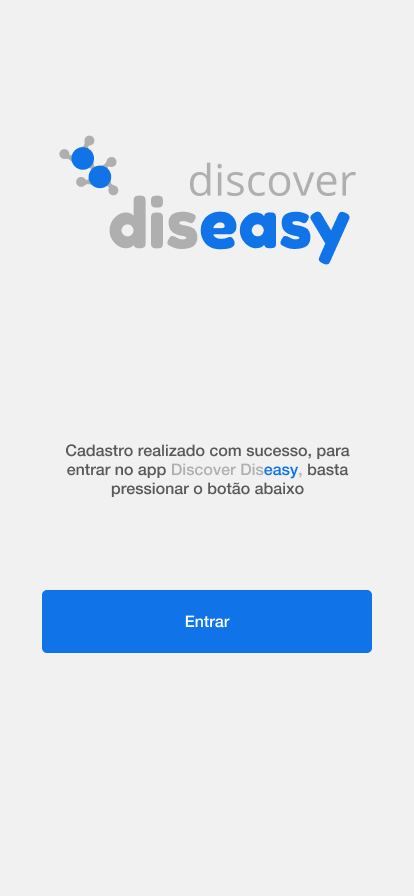 discover
diseasy
Cadastro realizado com sucesso, para
entrar no app Discover Diseasy, basta
pressionar o botão abaixo
Entrar